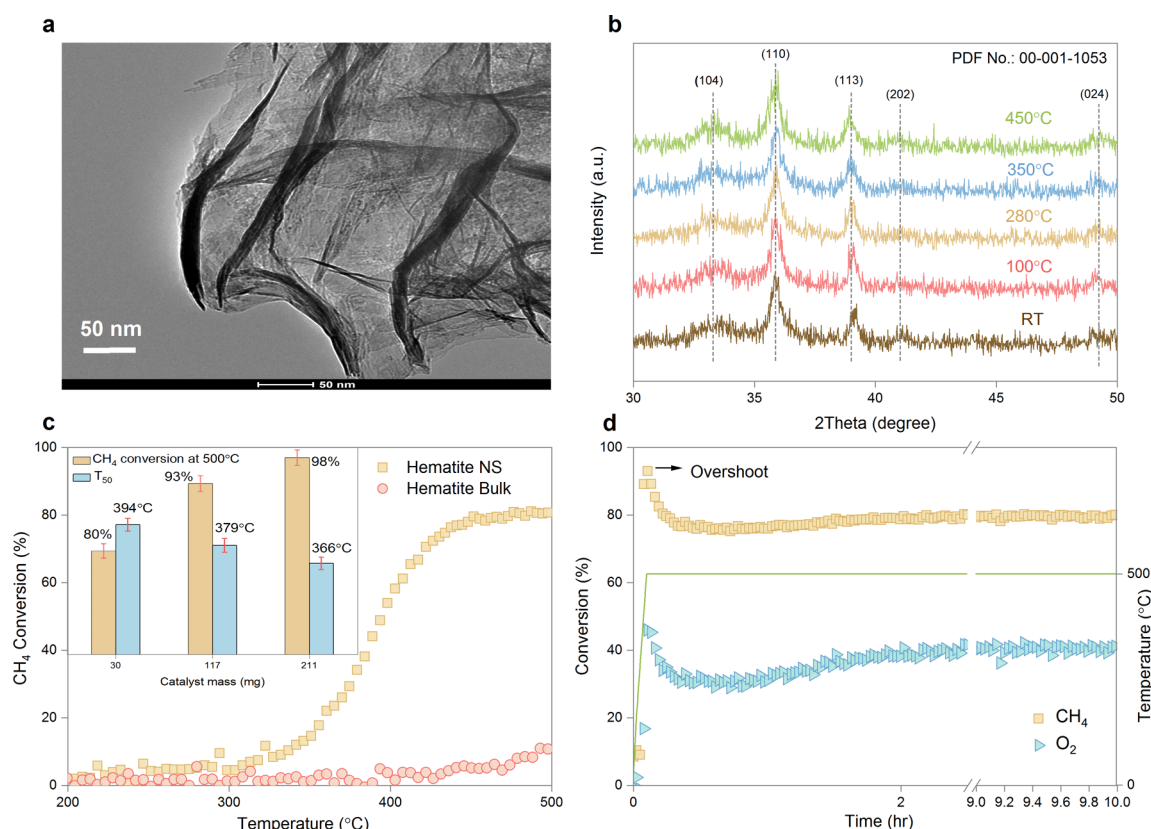 a
50 nm
50 nm
b
PDF No.: 00-001-1053
(104)
(110)
(113)
(202)
(024)
450°C
350°C
280°C
100°C
RT
Intensity (a.u.)
30
35
40
45
50
2Theta (degree)
c
CH₄ Conversion (%)
100
80
60
40
20
0
CH₄ conversion at 500°C
T₅₀
80%
394°C
93%
379°C
98%
366°C
30
117
211
Catalyst mass (mg)
Hematite NS
Hematite Bulk
200
300
400
500
Temperature (°C)
d
Conversion (%)
100
80
60
40
20
0
Overshoot
CH₄
O₂
500
0
Temperature (°C)
0
2
9.0
9.2
9.4
9.6
9.8
10.0
Time (hr)